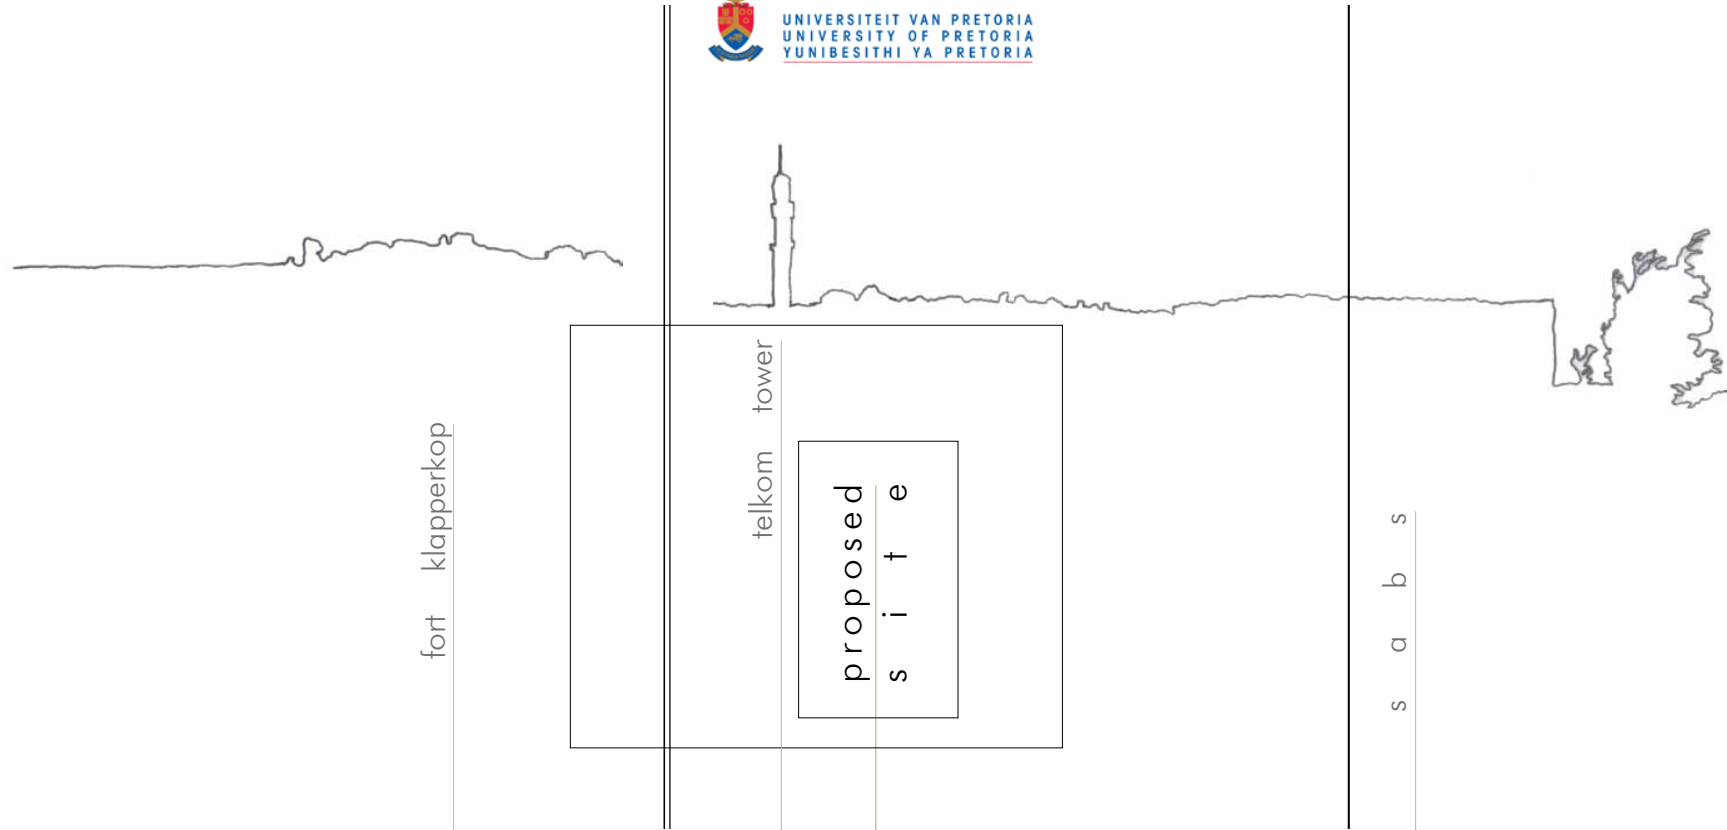 UNIVERSITEIT VAN PRETORIA
UNIVERSITY OF PRETORIA
YUNIBESITHI YA PRETORIA
fort klapperkop
telkom tower
proposed
site
sabs